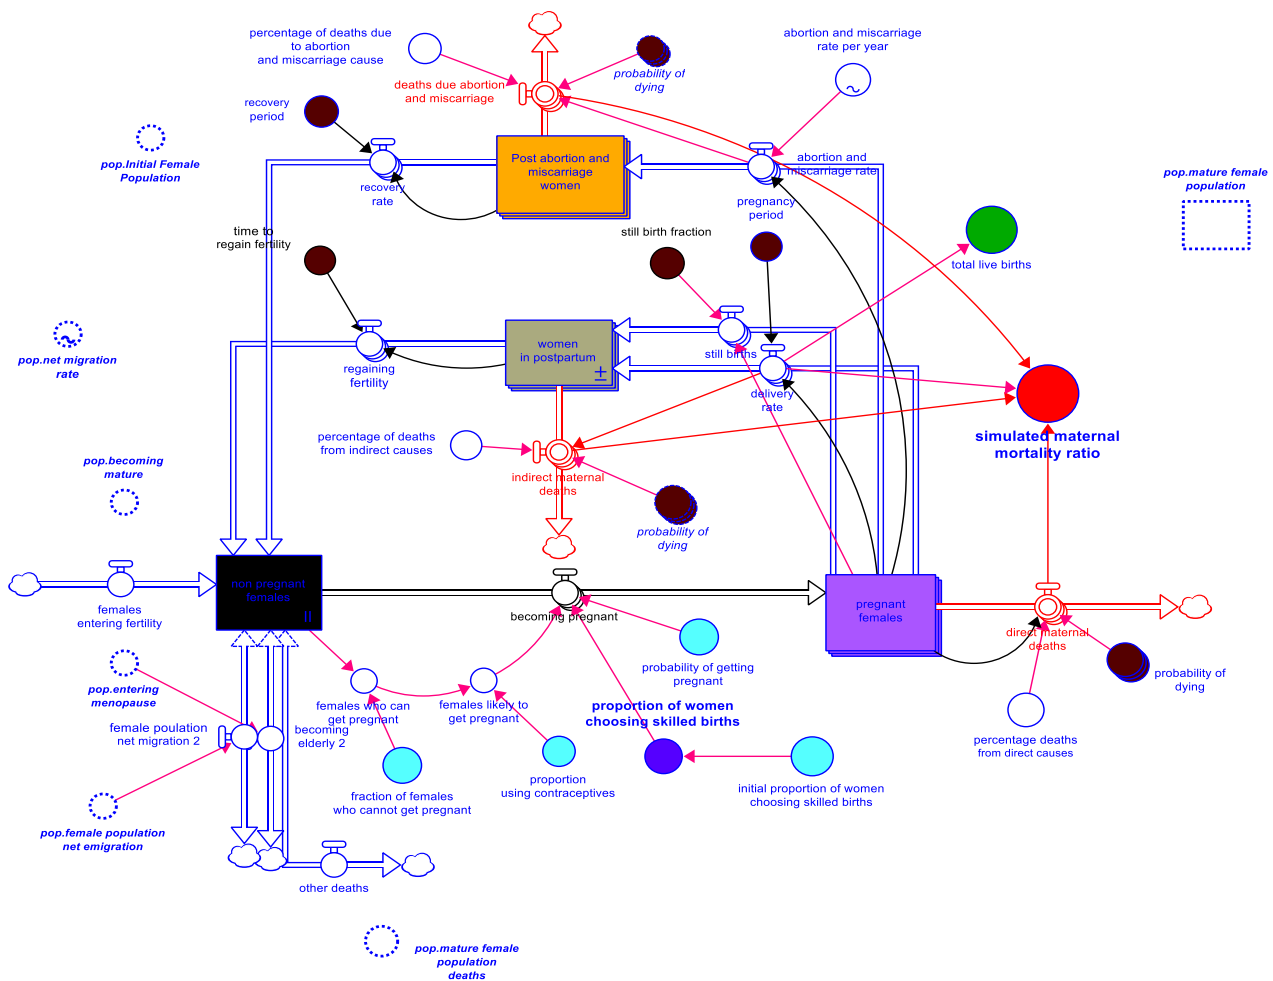 percentage of deaths due
to abortion
and miscarriage cause
deaths due abortion
and miscarriage
probability of
dying
abortion and miscarriage
rate per year
recovery
period
pop.Initial Female
Population
Post abortion and
miscarriage
women
recovery
rate
abortion and
miscarriage rate
pop.mature female
population
pregnancy
period
time to
regain fertility
still birth fraction
total live births
pop.net migration
rate
women
in postpartum
±
regaining
fertility
still births
delivery
rate
percentage of deaths
from indirect causes
simulated maternal
mortality ratio
pop.becoming
mature
indirect maternal
deaths
probability of
dying
non pregnant
females
females
entering fertility
becoming pregnant
pregnant
females
direct maternal
deaths
probability of
dying
probability of getting
pregnant
pop.entering
menopause
females who can
get pregnant
females likely to
get pregnant
proportion of women
choosing skilled births
female poulation
net migration 2
becoming
elderly 2
percentage deaths
from direct causes
proportion
using contraceptives
fraction of females
who cannot get pregnant
initial proportion of women
choosing skilled births
pop.female population
net emigration
other deaths
pop.mature female
population
deaths